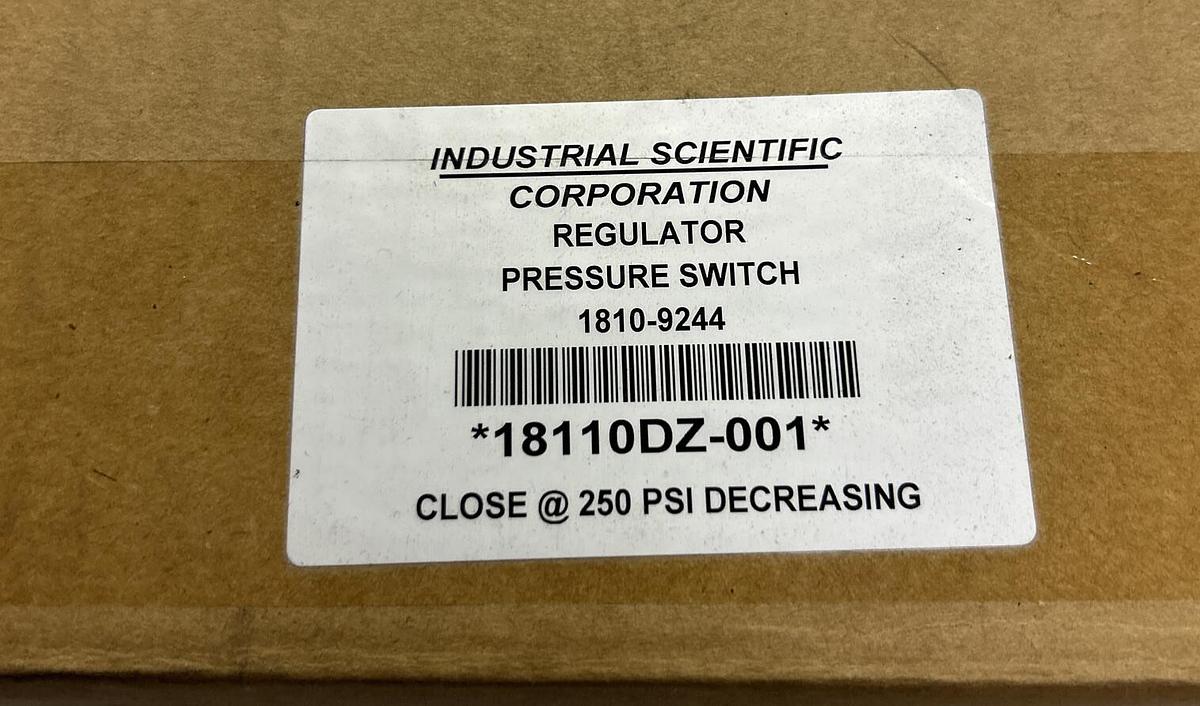 INDUSTRIAL SCIENTIFIC
CORPORATION
REGULATOR
PRESSURE SWITCH
1810-9244
*18110DZ-001*
CLOSE @ 250 PSI DECREASING